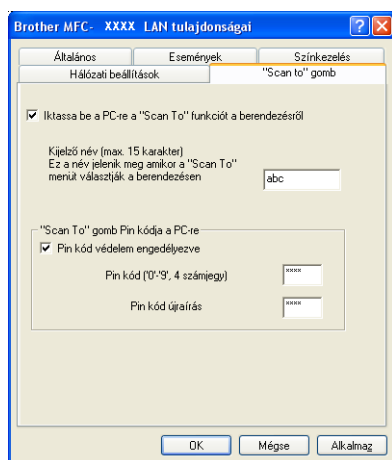 Brother MFC- XXXX LAN tulajdonságai
Általános
Események
Színkezelés
Hálózati beállítások
"Scan to" gomb
Iktassa be a PC-re a "Scan To" funkciót a berendezésről
Kijelző név (max. 15 karakter)
Ez a név jelenik meg amikor a "Scan To"
menüt választják a berendezésen
abc
"Scan To" gomb Pin kódja a PC-re
Pin kód védelem engedélyezve
Pin kód ('0'-'9', 4 számjegy)
××××
Pin kód újraírás
××××
OK
Mégse
Alkalmaz